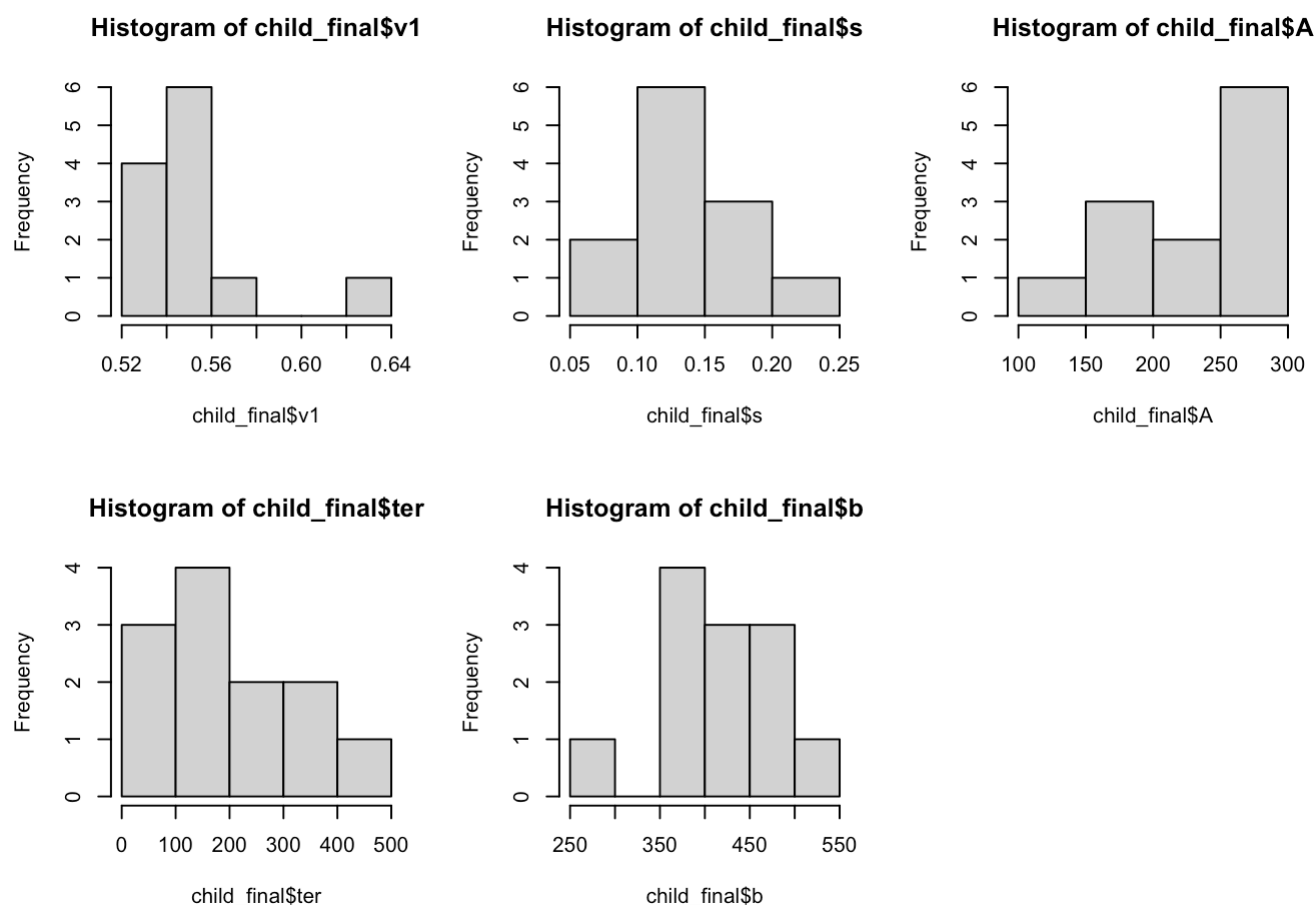 Histogram of child_final$v1
Frequency
0 1 2 3 4 5 6
0.52 0.56 0.60 0.64
child_final$v1
Histogram of child_final$s
Frequency
0 1 2 3 4 5 6
0.05 0.10 0.15 0.20 0.25
child_final$s
Histogram of child_final$A
Frequency
0 1 2 3 4 5 6
100 150 200 250 300
child_final$A
Histogram of child_final$ter
Frequency
0 1 2 3 4
0 100 200 300 400 500
child_final$ter
Histogram of child_final$b
Frequency
0 1 2 3 4
250 350 450 550
child_final$b